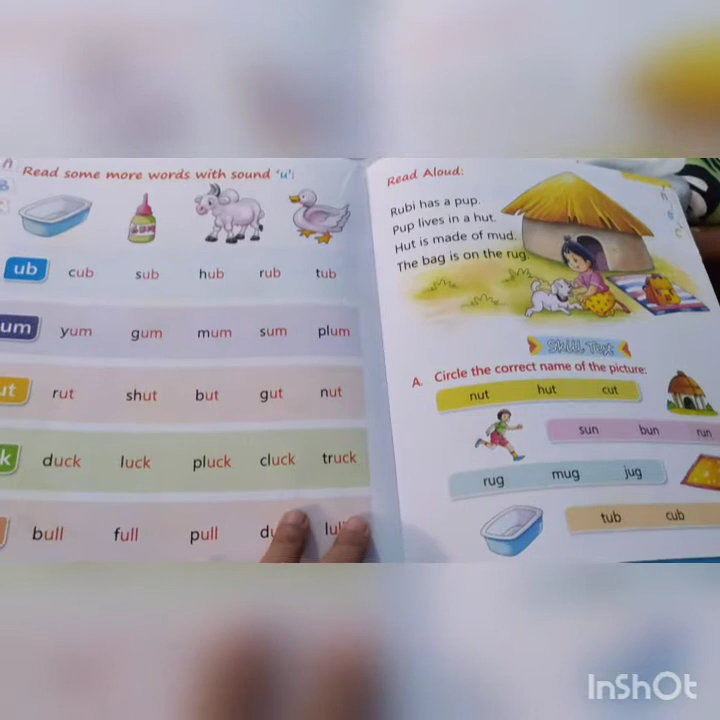 Read some more words with sound 'u':
ub cub sub hub rub tub
um yum gum mum sum plum
ut rut shut but gut nut
duck luck pluck cluck truck
bull full pull
Read Aloud:
Rubi has a pup.
Pup lives in a hut.
Hut is made of mud.
The bag is on the rug.
Skill Test
A. Circle the correct name of the picture:
nut hut cut
sun bun run
rug mug jug
tub cub
InShOt